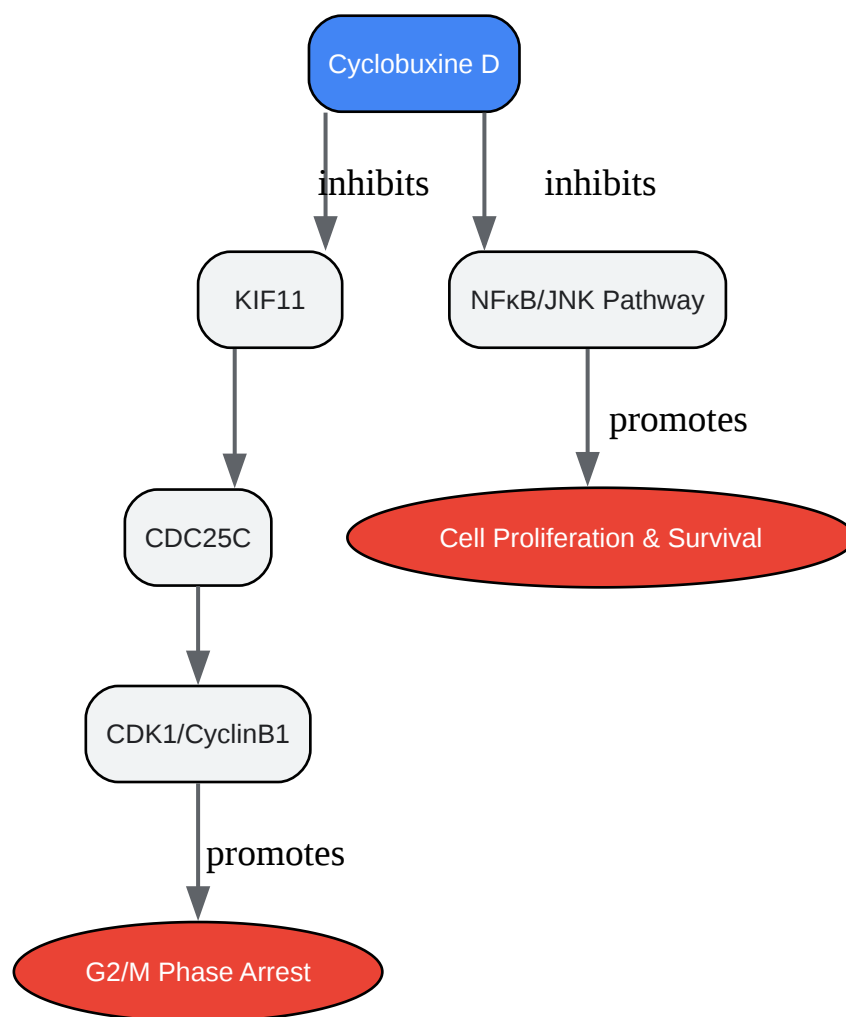 Cyclobuxine D
inhibits
inhibits
KIF11
NFκB/JNK Pathway
promotes
CDC25C
Cell Proliferation & Survival
CDK1/CyclinB1
promotes
G2/M Phase Arrest